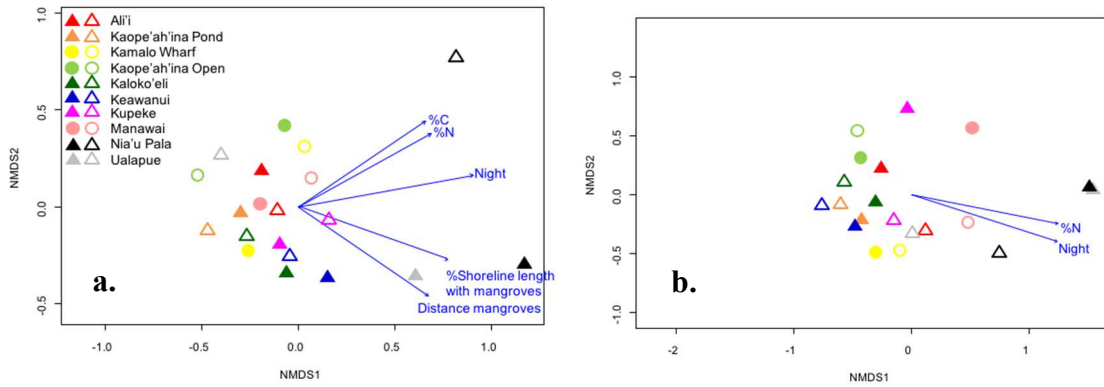 1.0
0.5
0.0
-0.5
NMDS2
Ali'i
Kaope'ah'ina Pond
Kamalo Wharf
Kaope'ah'ina Open
Kaloko'eli
Keawanui
Kupeke
Manawai
Nia'u Pala
Ualapue
%C
%N
Night
%Shoreline length
with mangroves
Distance mangroves
a.
-1.0
-0.5
0.0
0.5
1.0
NMDS1
1.0
0.5
0.0
-0.5
-1.0
NMDS2
%N
Night
b.
-2
-1
0
1
NMDS1